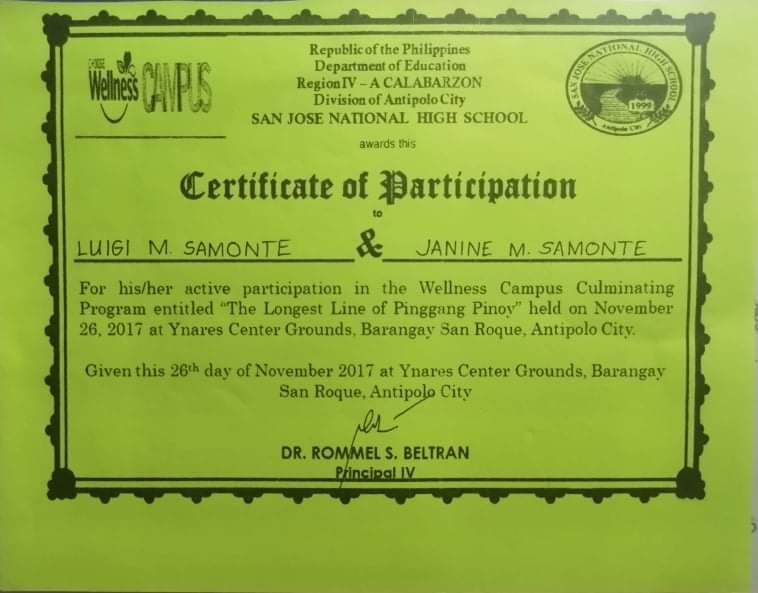 CHOOSE
Wellness
CAMPUS
Republic of the Philippines
Department of Education
Region IV – A CALABARZON
Division of Antipolo City
SAN JOSE NATIONAL HIGH SCHOOL
SAN JOSE NATIONAL HIGH SCHOOL
1999
Antipolo City
awards this
Certificate of Participation
to
LUIGI M. SAMONTE & JANINE M. SAMONTE
For his/her active participation in the Wellness Campus Culminating
Program entitled “The Longest Line of Pinggang Pinoy” held on November
26, 2017 at Ynares Center Grounds, Barangay San Roque, Antipolo City.
Given this 26th day of November 2017 at Ynares Center Grounds, Barangay
San Roque, Antipolo City
DR. ROMMEL S. BELTRAN
Principal IV